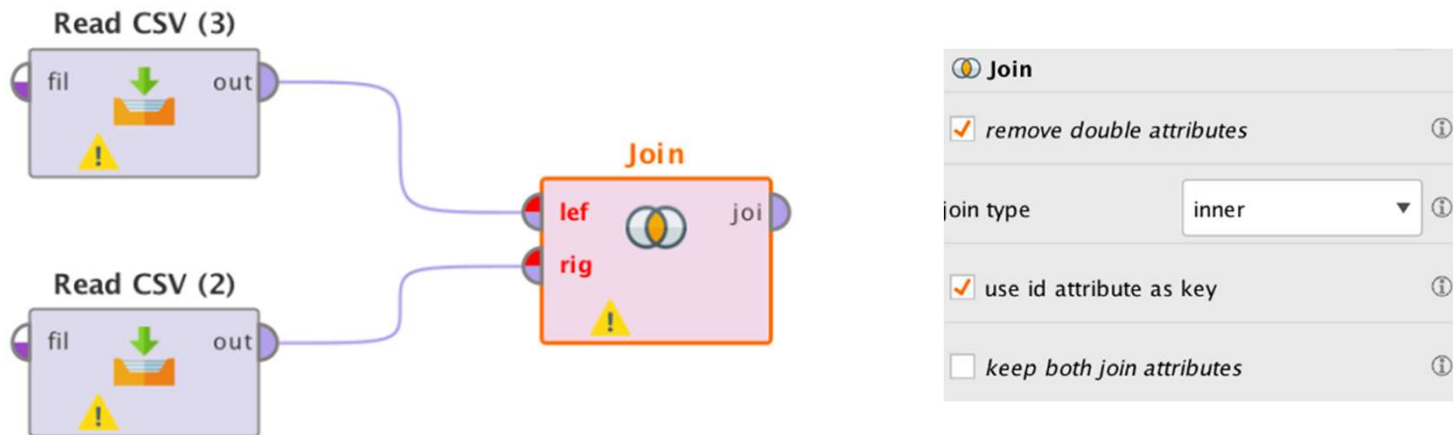 Read CSV (3)
fil out
Join
lef joi
rig
Read CSV (2)
fil out
Join
remove double attributes
join type inner
use id attribute as key
keep both join attributes